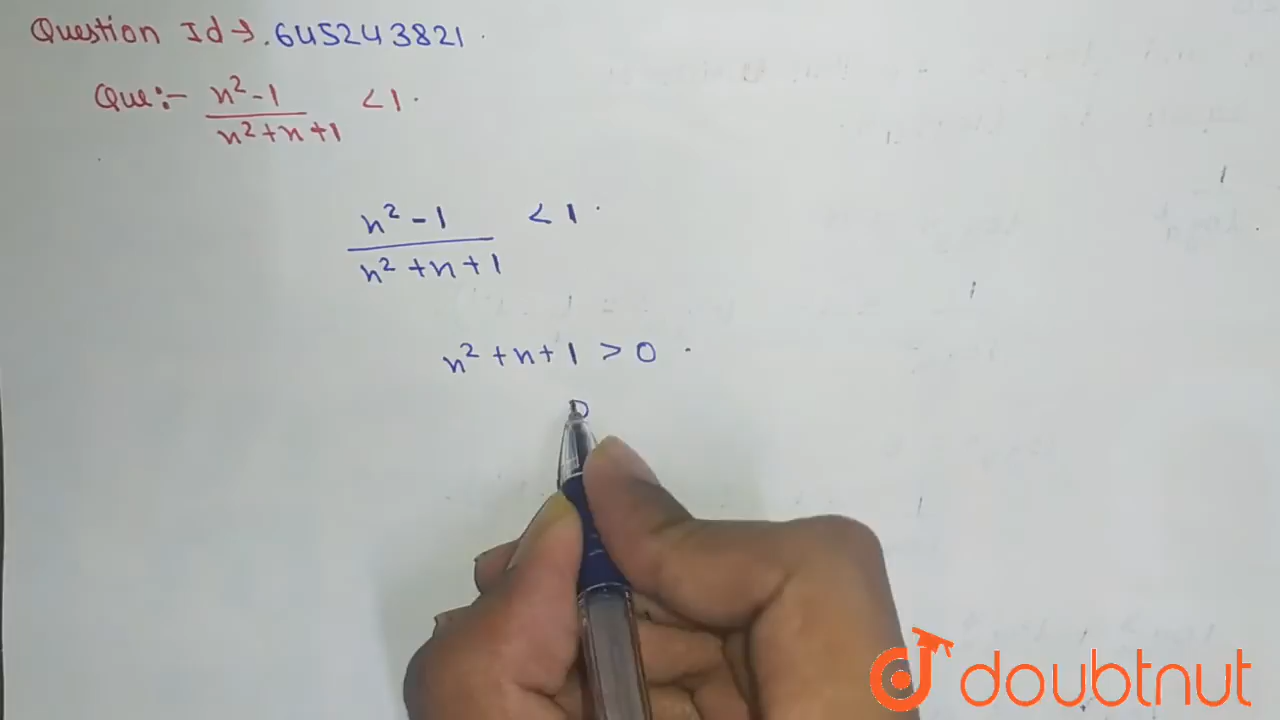 Question Id → .645243821.
Que:- n²-1 / n²+n+1 < 1.
n²-1 / n²+n+1 < 1.
n²+n+1 > 0.
D
doubtnut